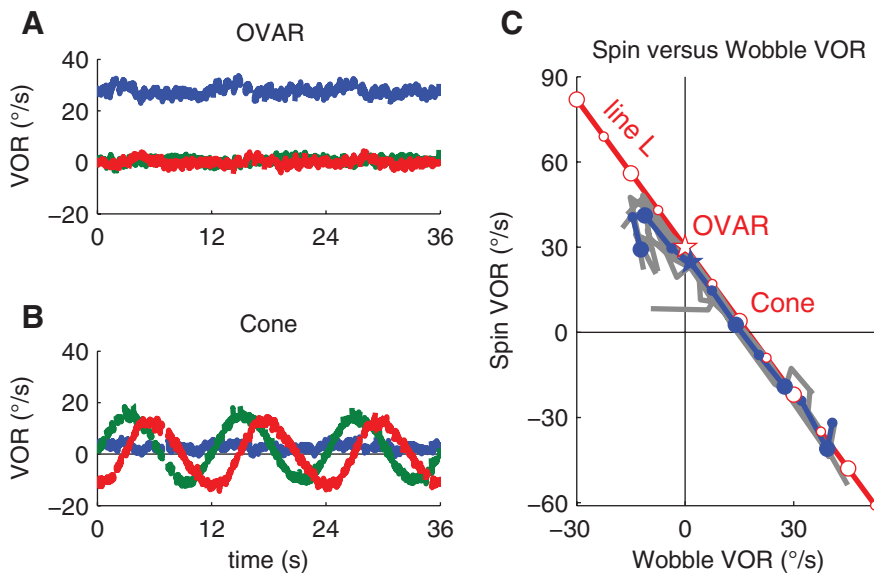 A
OVAR
VOR (°/s)
40
20
0
−20
0
12
24
36
B
Cone
VOR (°/s)
40
20
0
−20
0
12
24
36
time (s)
C
Spin versus Wobble VOR
Spin VOR (°/s)
90
60
30
0
−30
−60
line L
OVAR
Cone
−30
0
30
Wobble VOR (°/s)